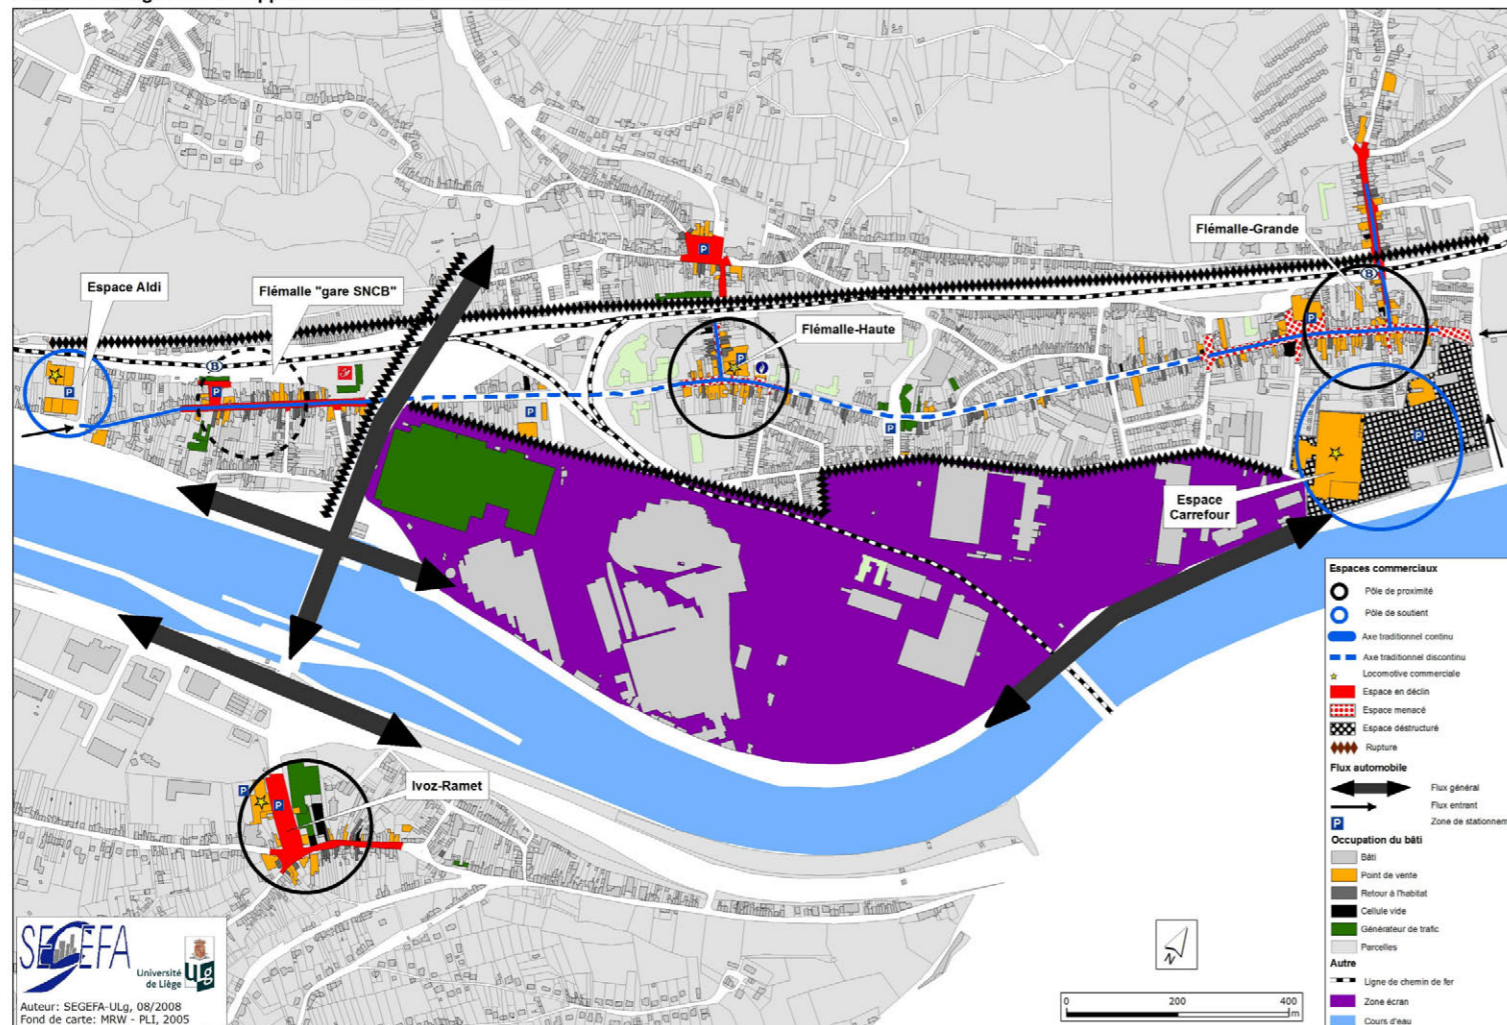 Espace Aldi
Flémalle "gare SNCB"
Flémalle-Grande
Flémalle-Haute
Espace
Carrefour
Ivoz-Ramet
P
P
P
P
P
P
P
P
P
P
B
B
Espaces commerciaux
Pôle de proximité
Pôle de soutient
Axe traditionnel continu
Axe traditionnel discontinu
Locomotive commerciale
Espace en déclin
Espace menacé
Espace déstructuré
Rupture
Flux automobile
Flux général
Flux entrant
P Zone de stationnem
Occupation du bâti
Bâti
Point de vente
Retour à l'habitat
Cellule vide
Générateur de trafic
Parcelles
Autre
Ligne de chemin de fer
Zone écran
Cours d'eau
N
0 200 400
m
SEGEFA
Université
de Liège
ULg
Auteur: SEGEFA-ULg, 08/2008
Fond de carte: MRW - PLI, 2005